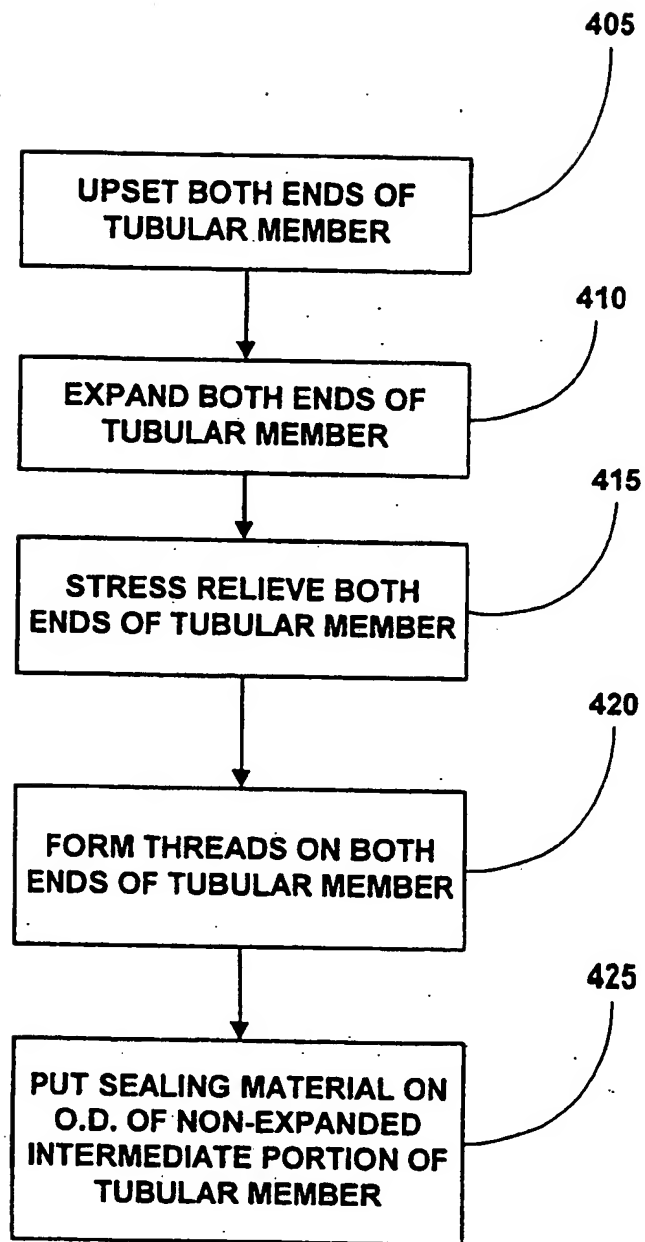 405
UPSET BOTH ENDS OF
TUBULAR MEMBER
410
EXPAND BOTH ENDS OF
TUBULAR MEMBER
415
STRESS RELIEVE BOTH
ENDS OF TUBULAR MEMBER
420
FORM THREADS ON BOTH
ENDS OF TUBULAR MEMBER
425
PUT SEALING MATERIAL ON
O.D. OF NON-EXPANDED
INTERMEDIATE PORTION OF
TUBULAR MEMBER